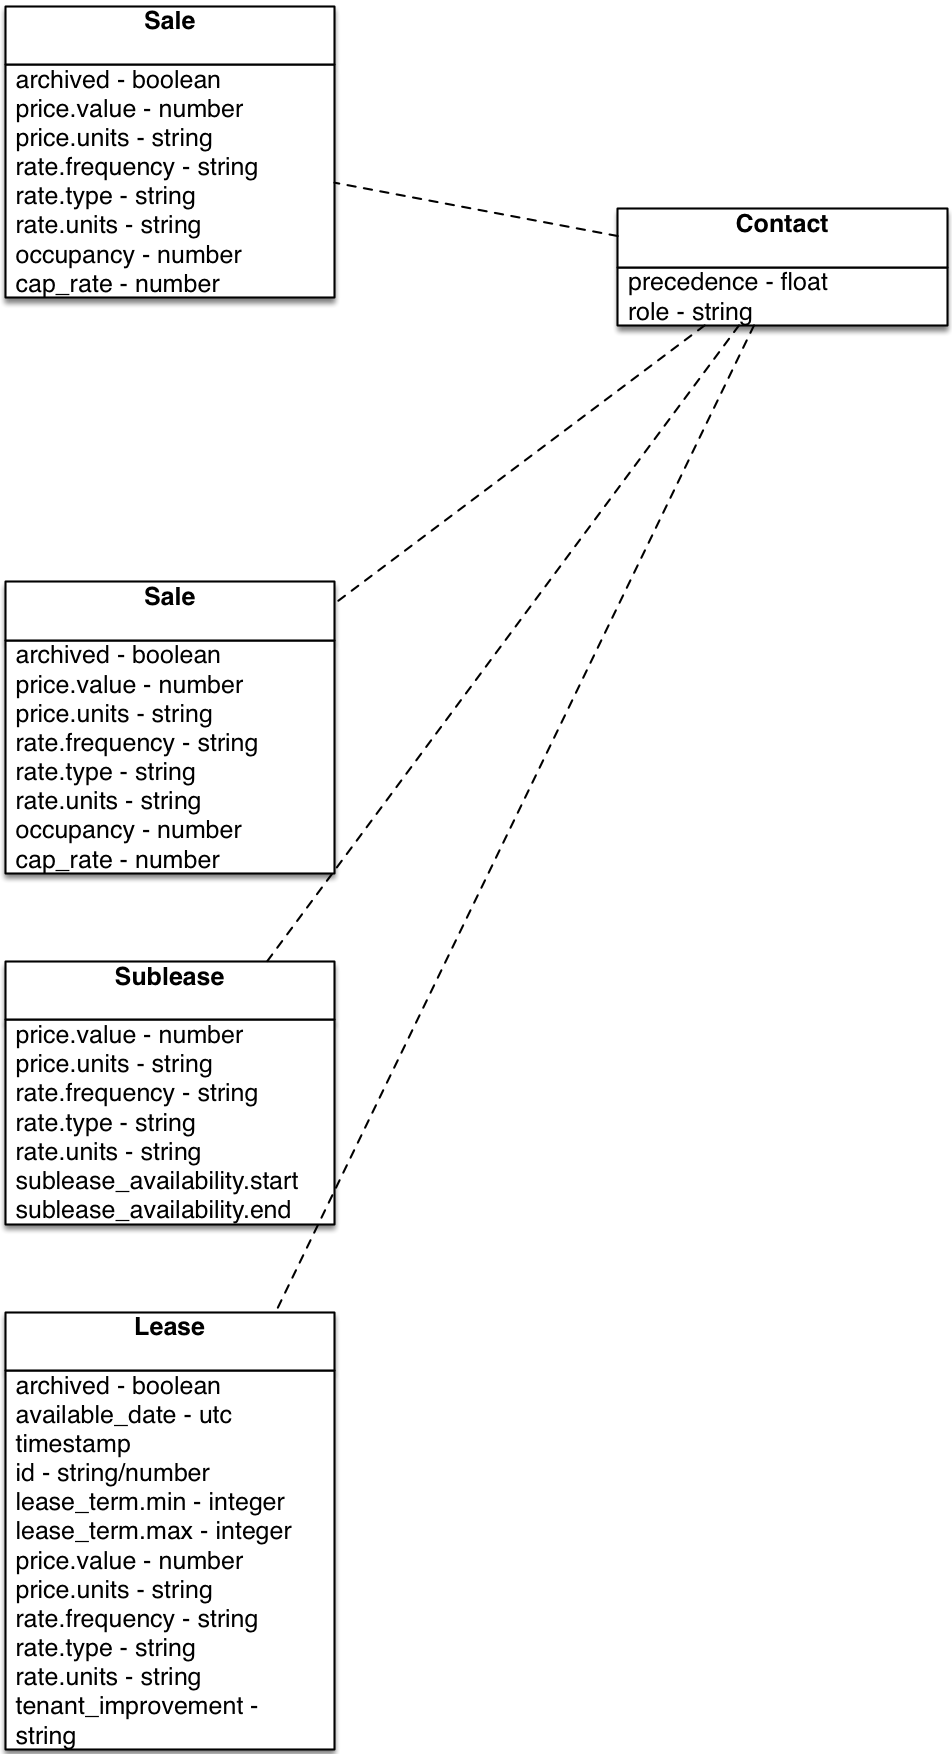 Sale
archived - boolean
price.value - number
price.units - string
rate.frequency - string
rate.type - string
rate.units - string
occupancy - number
cap_rate - number
Contact
precedence - float
role - string
Sale
archived - boolean
price.value - number
price.units - string
rate.frequency - string
rate.type - string
rate.units - string
occupancy - number
cap_rate - number
Sublease
price.value - number
price.units - string
rate.frequency - string
rate.type - string
rate.units - string
sublease_availability.start
sublease_availability.end
Lease
archived - boolean
available_date - utc
timestamp
id - string/number
lease_term.min - integer
lease_term.max - integer
price.value - number
price.units - string
rate.frequency - string
rate.type - string
rate.units - string
tenant_improvement -
string